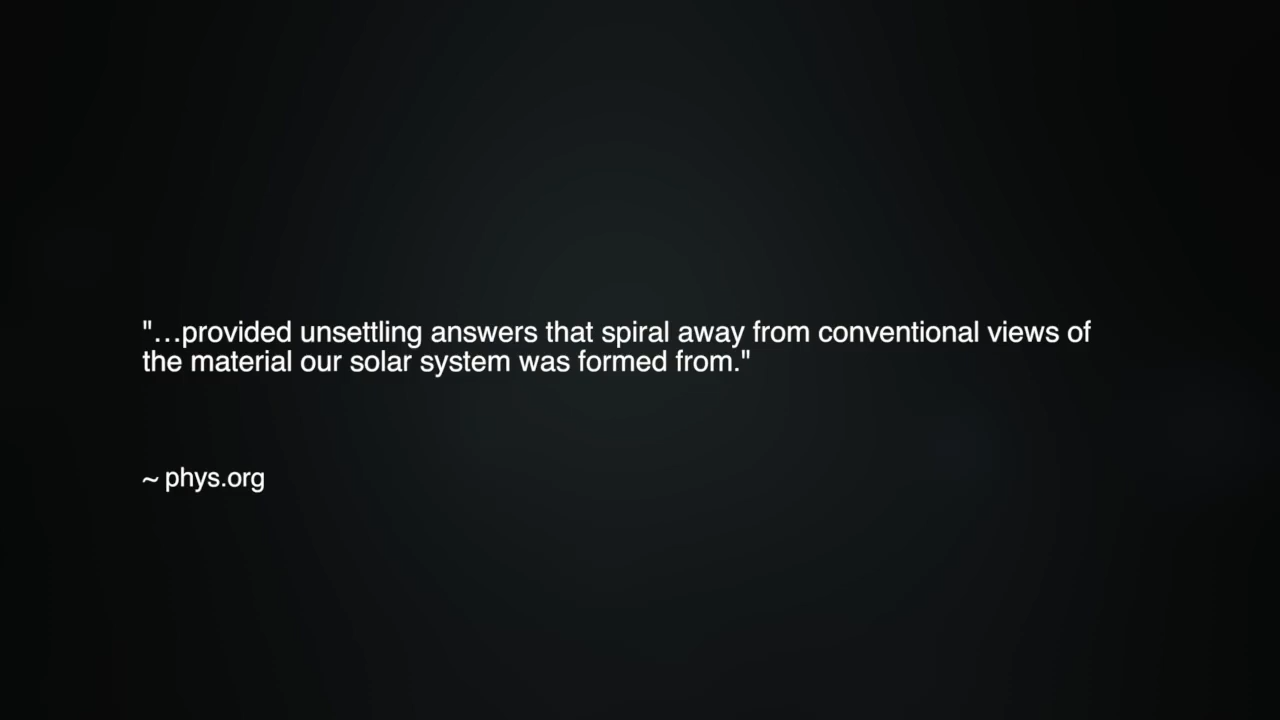 "…provided unsettling answers that spiral away from conventional views of
the material our solar system was formed from."
~ phys.org